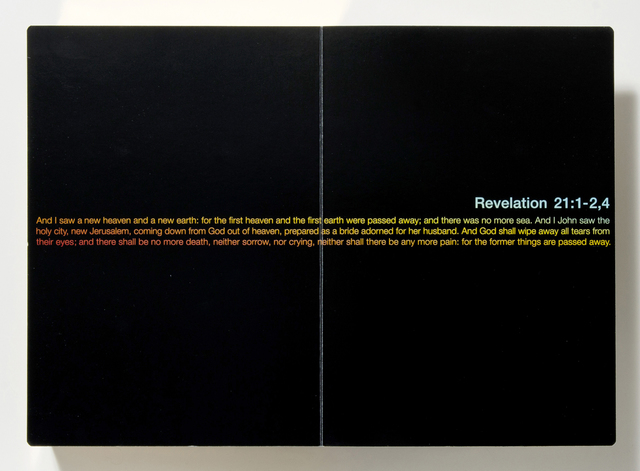 Revelation 21:1-2,4
And I saw a new heaven and a new earth: for the first heaven and the first earth were passed away; and there was no more sea. And I John saw the
holy city, new Jerusalem, coming down from God out of heaven, prepared as a bride adorned for her husband. And God shall wipe away all tears from
their eyes; and there shall be no more death, neither sorrow, nor crying, neither shall there be any more pain: for the former things are passed away.